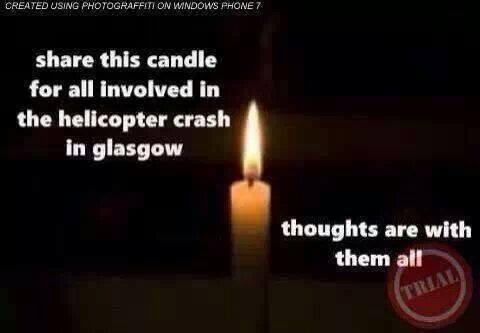 CREATED USING PHOTOGRAFFITI ON WINDOWS PHONE 7
share this candle
for all involved in
the helicopter crash
in glasgow
thoughts are with
them all
TRIAL